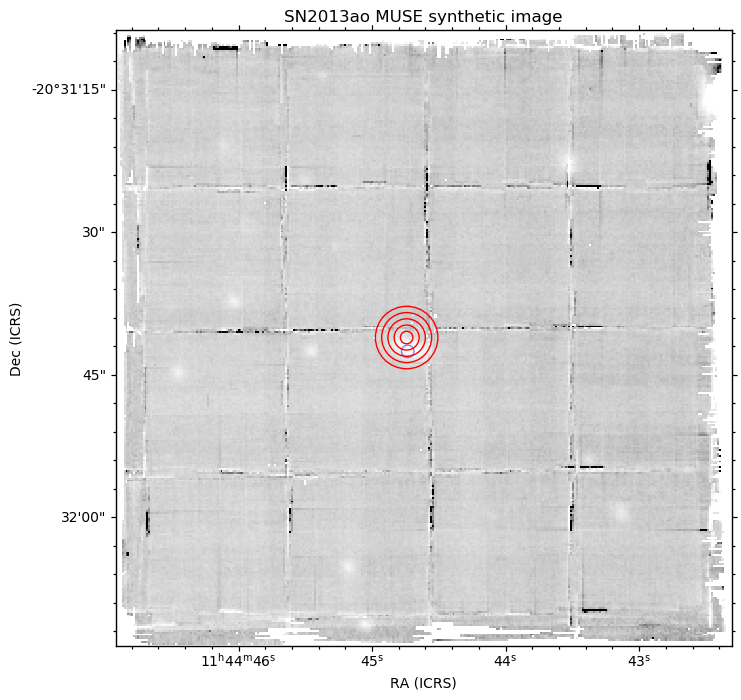 SN2013ao MUSE synthetic image
-20°31'15"
30"
45"
32'00"
Dec (ICRS)
11ʰ44ᵐ46ˢ
45ˢ
44ˢ
43ˢ
RA (ICRS)